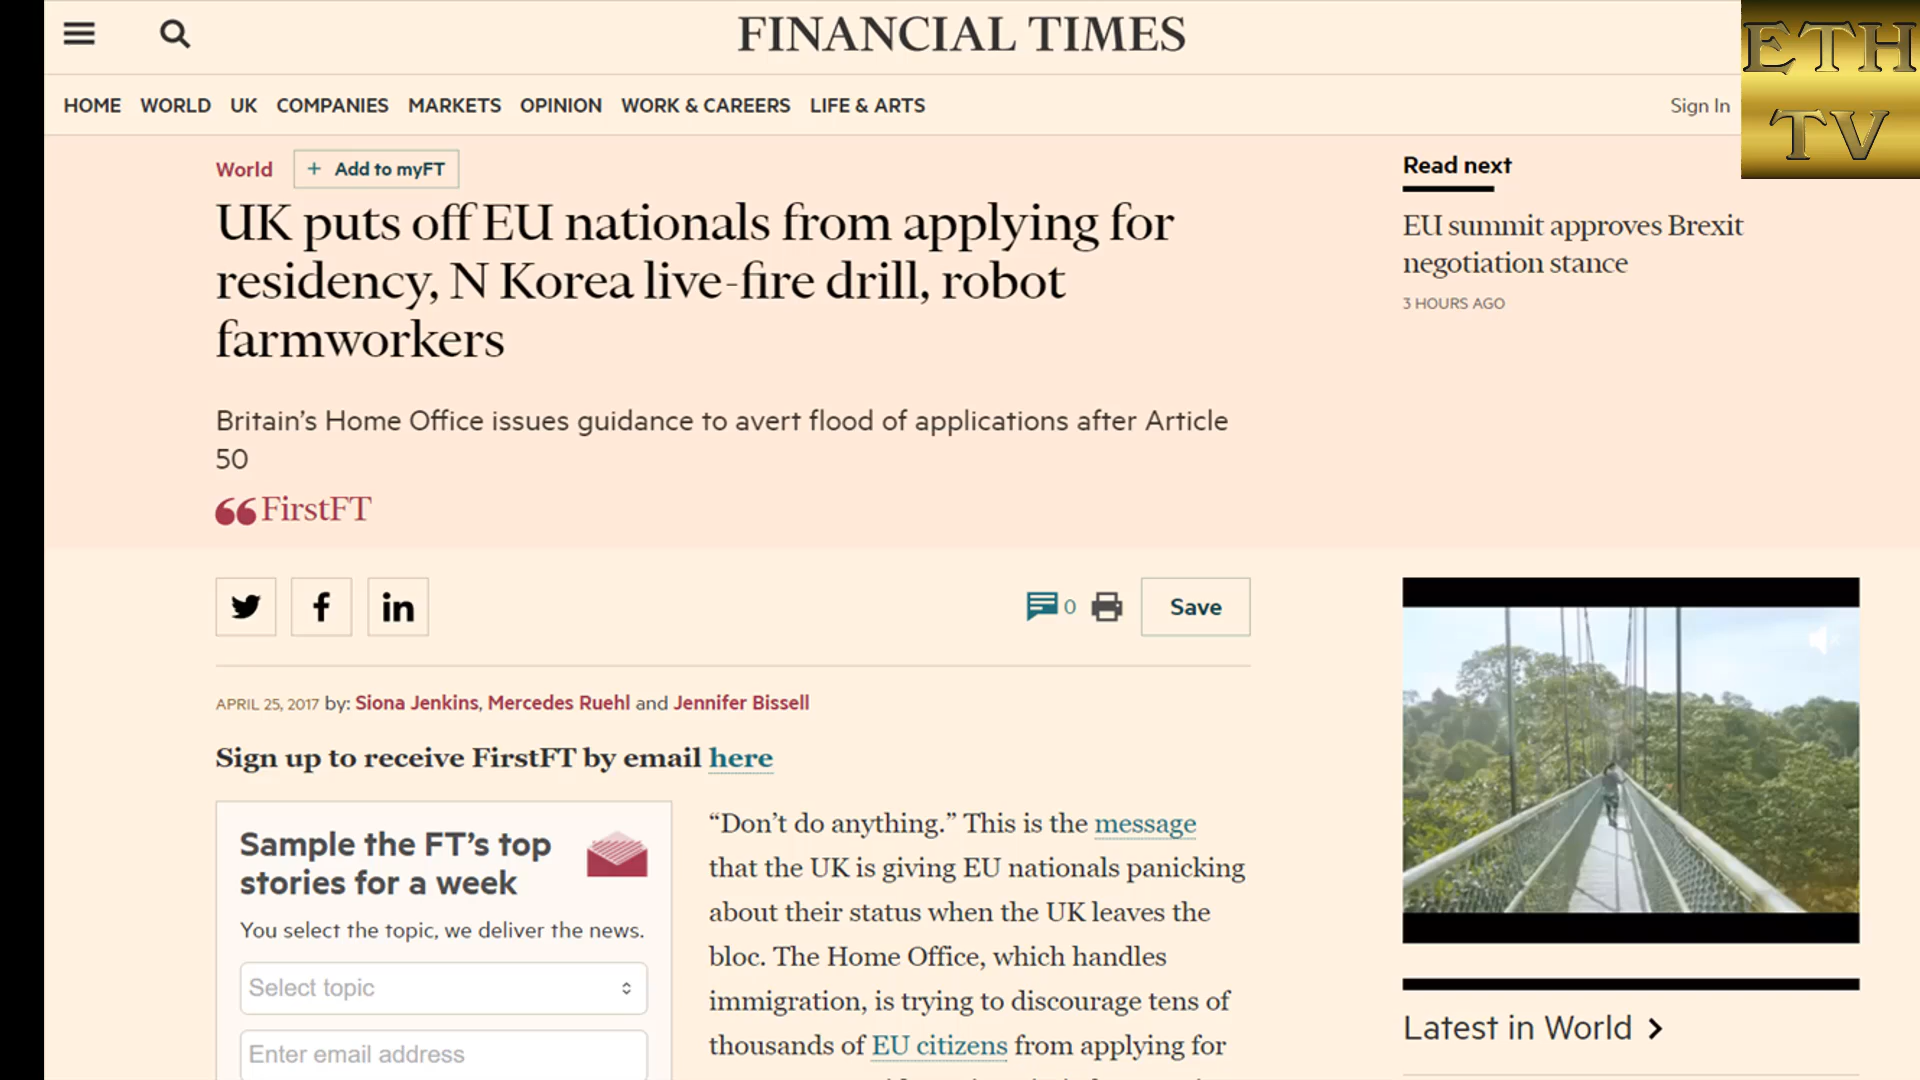 FINANCIAL TIMES
ETH
TV
HOME WORLD UK COMPANIES MARKETS OPINION WORK & CAREERS LIFE & ARTS
Sign In
World
+ Add to myFT
UK puts off EU nationals from applying for
residency, N Korea live-fire drill, robot
farmworkers
Britain’s Home Office issues guidance to avert flood of applications after Article
50
FirstFT
Read next
EU summit approves Brexit
negotiation stance
3 HOURS AGO
0
Save
APRIL 25, 2017 by: Siona Jenkins, Mercedes Ruehl and Jennifer Bissell
Sign up to receive FirstFT by email here
Sample the FT’s top
stories for a week
You select the topic, we deliver the news.
Select topic
Enter email address
“Don’t do anything.” This is the message
that the UK is giving EU nationals panicking
about their status when the UK leaves the
bloc. The Home Office, which handles
immigration, is trying to discourage tens of
thousands of EU citizens from applying for
Latest in World